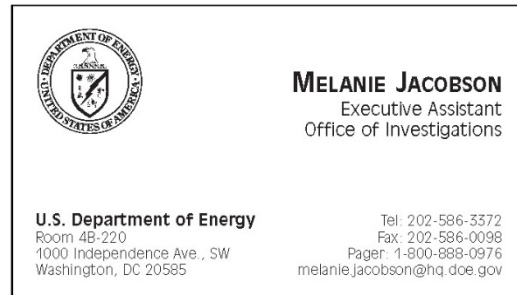 DEPARTMENT OF ENERGY
UNITED STATES OF AMERICA
MELANIE JACOBSON
Executive Assistant
Office of Investigations
U.S. Department of Energy
Room 4B-220
1000 Independence Ave., SW
Washington, DC 20585
Tel: 202-586-3372
Fax: 202-586-0098
Pager: 1-800-888-0976
melanie.jacobson@hq.doe.gov